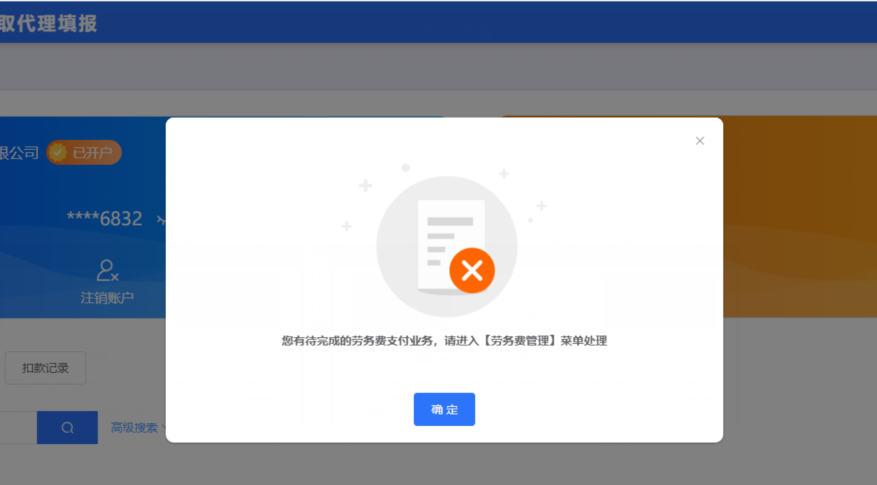 取代理填报
限公司
已开户
****6832
注销账户
您有待完成的劳务费支付业务，请进入【劳务费管理】菜单处理
确 定
扣款记录
高级搜索